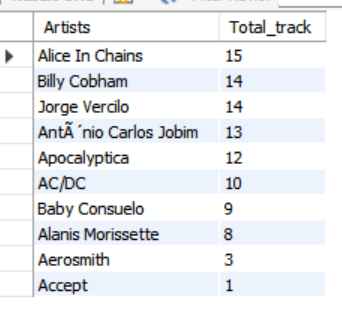 Artists Total_track
Alice In Chains 15
Billy Cobham 14
Jorge Vercilo 14
AntÃ´nio Carlos Jobim 13
Apocalyptica 12
AC/DC 10
Baby Consuelo 9
Alanis Morissette 8
Aerosmith 3
Accept 1